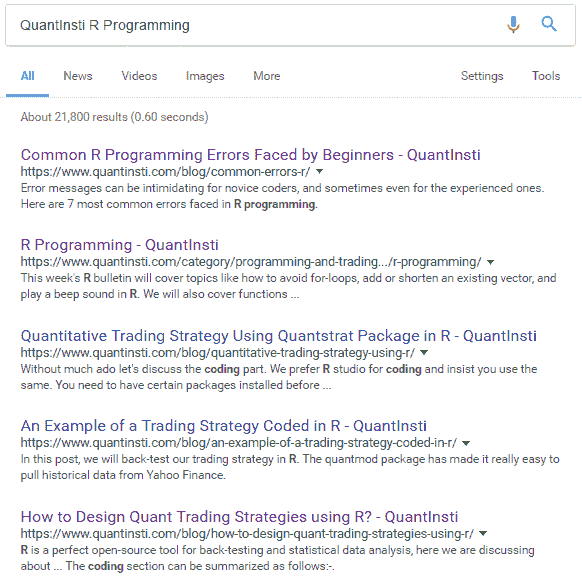 QuantInsti R Programming
All News Videos Images More Settings Tools
About 21,800 results (0.60 seconds)
Common R Programming Errors Faced by Beginners - QuantInsti
https://www.quantinsti.com/blog/common-errors-r/
Error messages can be intimidating for novice coders, and sometimes even for the experienced ones.
Here are 7 most common errors faced in R programming.
R Programming - QuantInsti
https://www.quantinsti.com/category/programming-and-trading.../r-programming/
This week's R bulletin will cover topics like how to avoid for-loops, add or shorten an existing vector, and
play a beep sound in R. We will also cover functions ...
Quantitative Trading Strategy Using Quantstrat Package in R - QuantInsti
https://www.quantinsti.com/blog/quantitative-trading-strategy-using-r/
Without much ado let's discuss the coding part. We prefer R studio for coding and insist you use the
same. You need to have certain packages installed before ...
An Example of a Trading Strategy Coded in R - QuantInsti
https://www.quantinsti.com/blog/an-example-of-a-trading-strategy-coded-in-r/
In this post, we will back-test our trading strategy in R. The quantmod package has made it really easy to
pull historical data from Yahoo Finance.
How to Design Quant Trading Strategies using R? - QuantInsti
https://www.quantinsti.com/blog/how-to-design-quant-trading-strategies-using-r/
R is a perfect open-source tool for back-testing and statistical data analysis, here we are discussing
about ... The coding section can be summarized as follows:-.